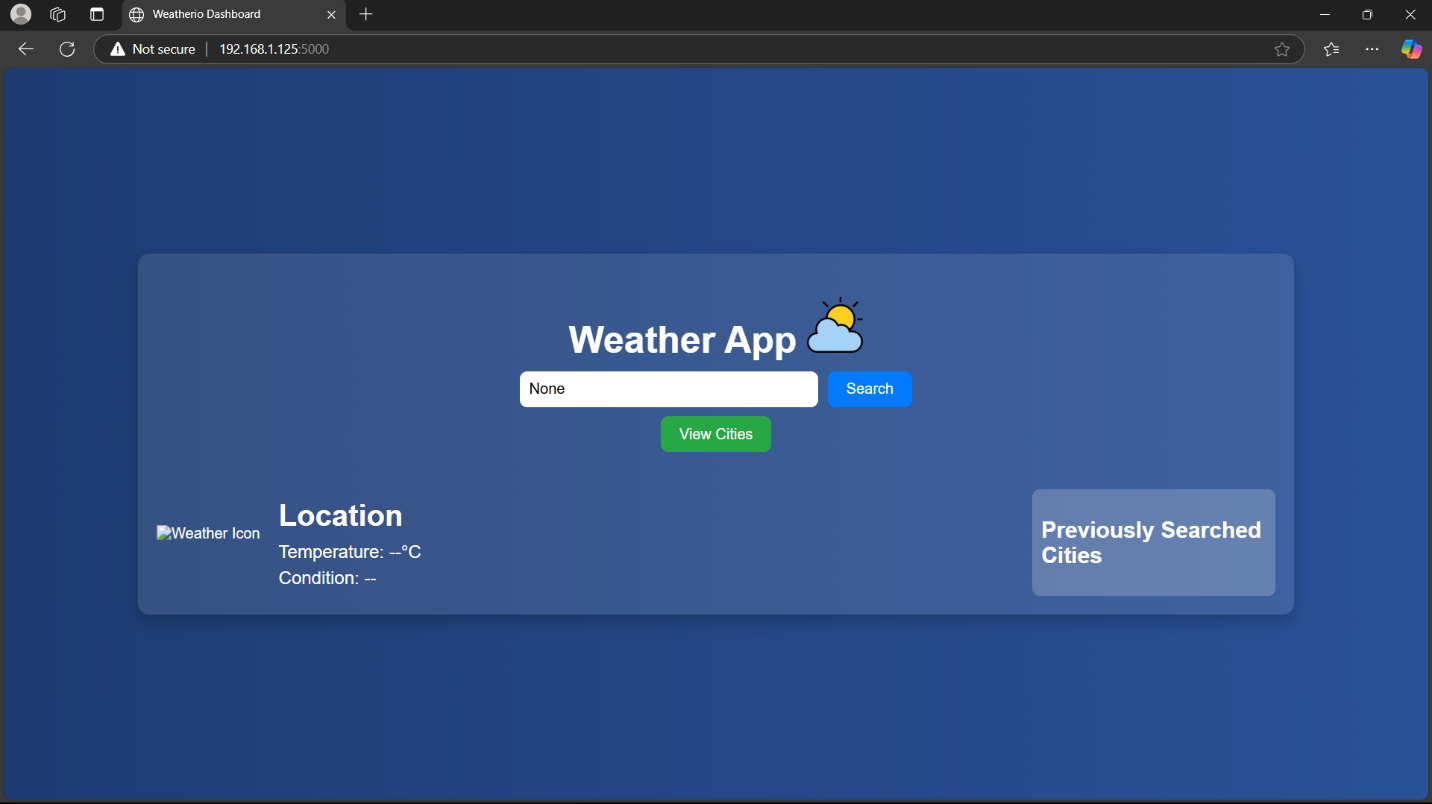 Weatherio Dashboard
Not secure
192.168.1.125:5000
Weather App
None
Search
View Cities
Weather Icon
Location
Temperature: --°C
Condition: --
Previously Searched
Cities